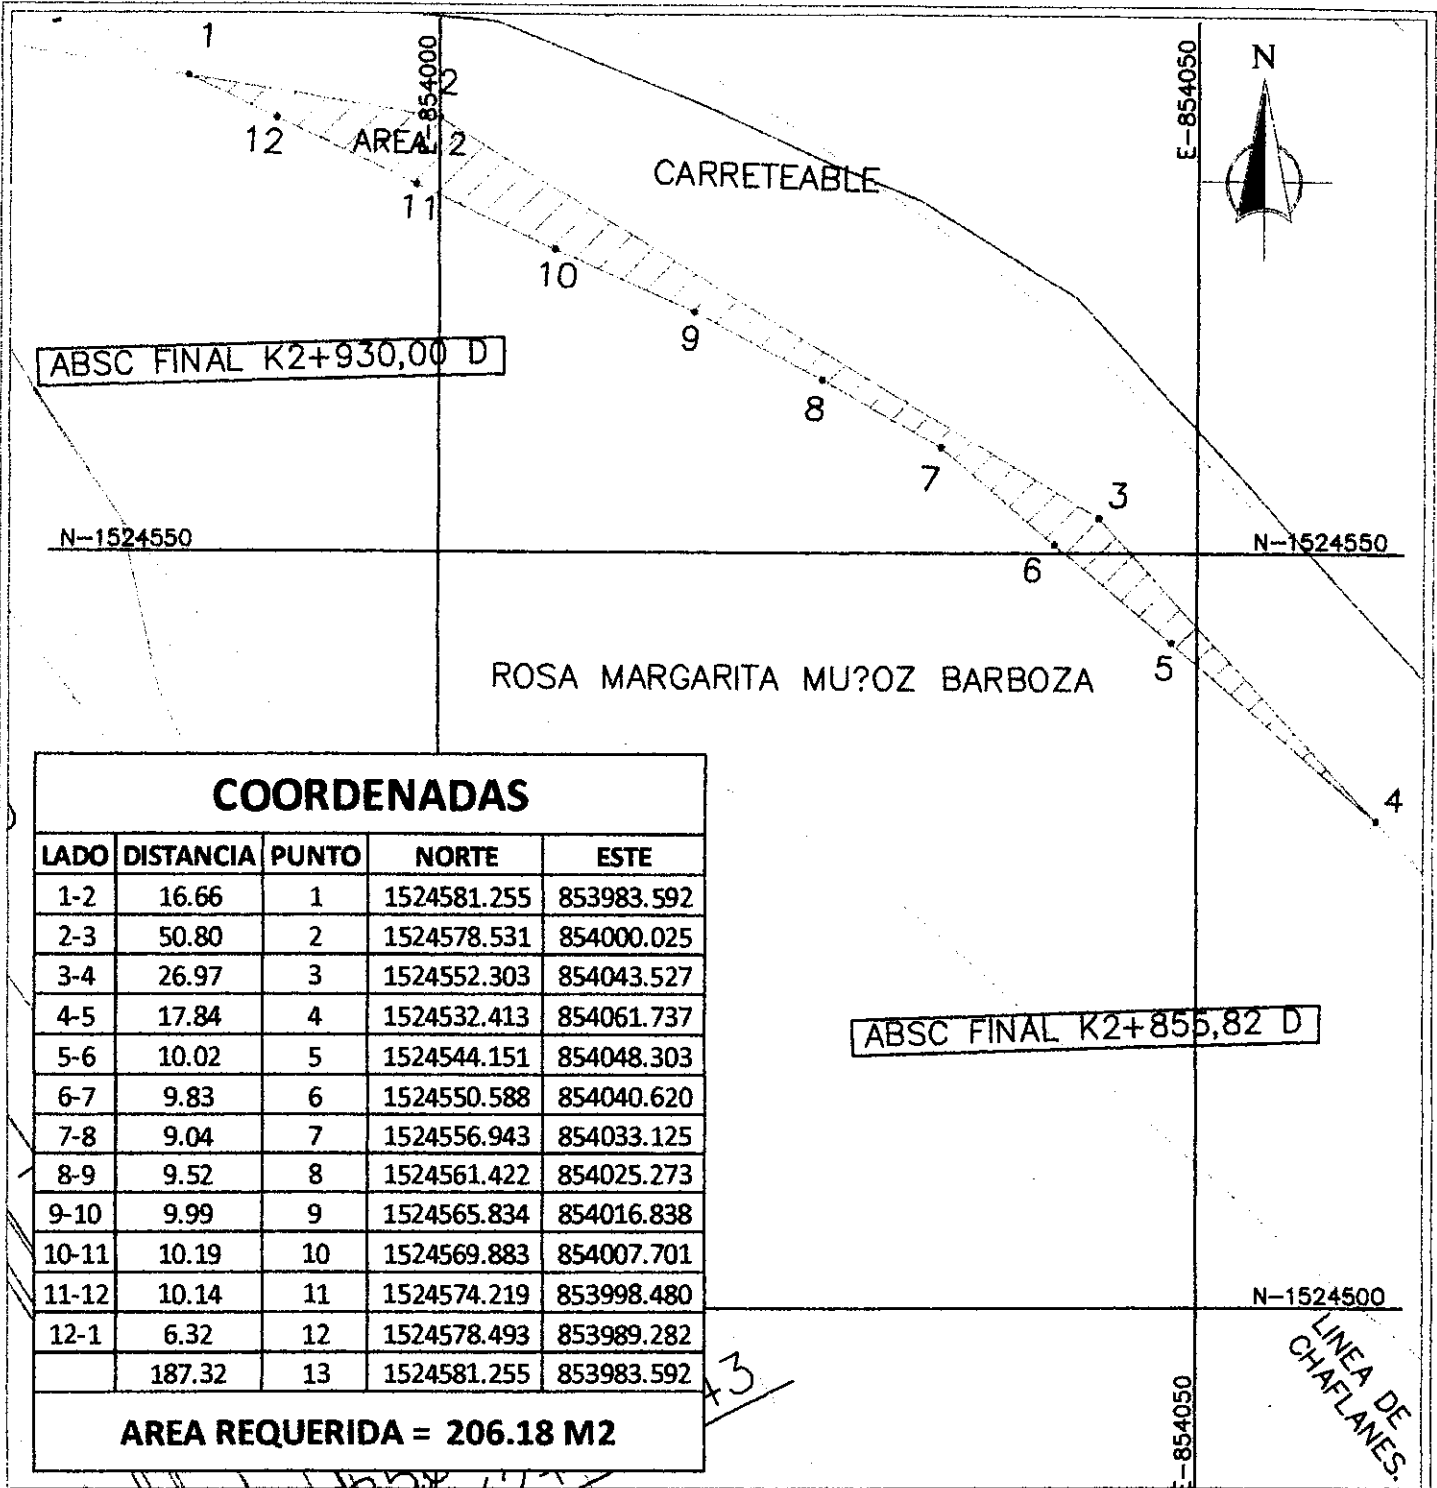 1
E-854000
2
E-854050
N
12
AREA 2
CARRETEABLE
11
10
9
ABSC FINAL K2+930,00 D
8
7
3
N-1524550
N-1524550
6
5
ROSA MARGARITA MU?OZ BARBOZA
4
COORDENADAS
LADO DISTANCIA PUNTO NORTE ESTE
1-2 16.66 1 1524581.255 853983.592
2-3 50.80 2 1524578.531 854000.025
3-4 26.97 3 1524552.303 854043.527
4-5 17.84 4 1524532.413 854061.737
5-6 10.02 5 1524544.151 854048.303
6-7 9.83 6 1524550.588 854040.620
7-8 9.04 7 1524556.943 854033.125
8-9 9.52 8 1524561.422 854025.273
9-10 9.99 9 1524565.834 854016.838
10-11 10.19 10 1524569.883 854007.701
11-12 10.14 11 1524574.219 853998.480
12-1 6.32 12 1524578.493 853989.282
187.32 13 1524581.255 853983.592
AREA REQUERIDA = 206.18 M2
ABSC FINAL K2+855,82 D
N-1524500
LINEA DE
CHAFLANES.
E-854050